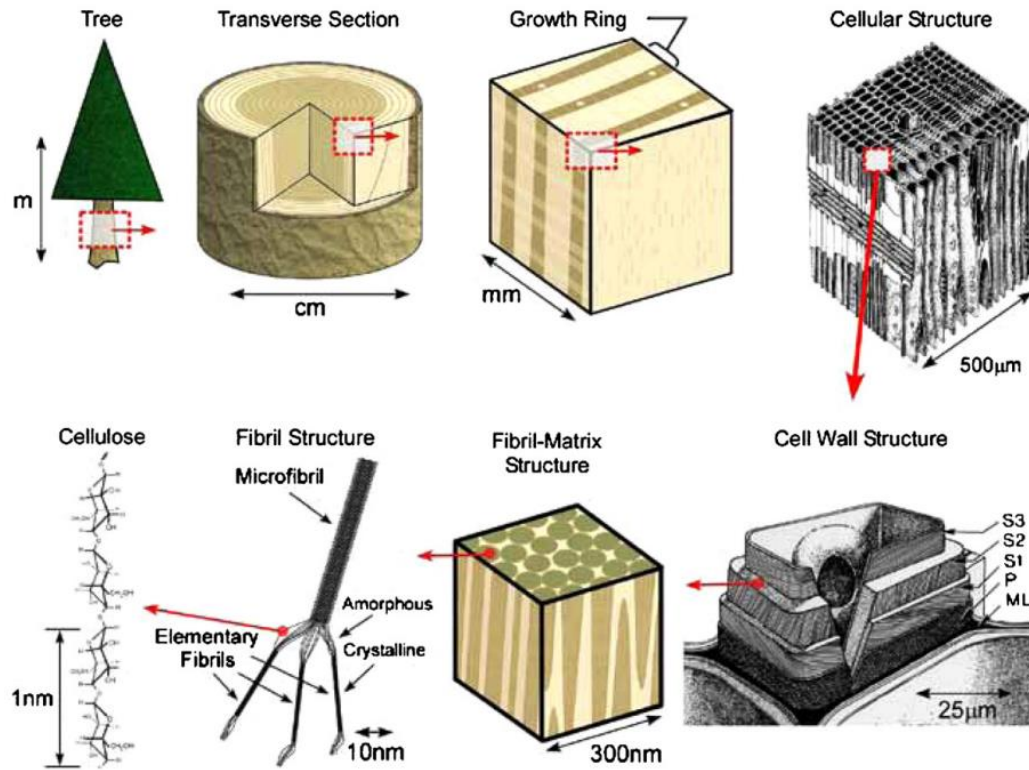 Tree
Transverse Section
Growth Ring
Cellular Structure
m
cm
mm
500μm
Cellulose
Fibril Structure
Fibril-Matrix
Structure
Cell Wall Structure
Microfibril
Amorphous
Crystalline
Elementary
Fibrils
1nm
10nm
300nm
S3
S2
S1
P
ML
25μm